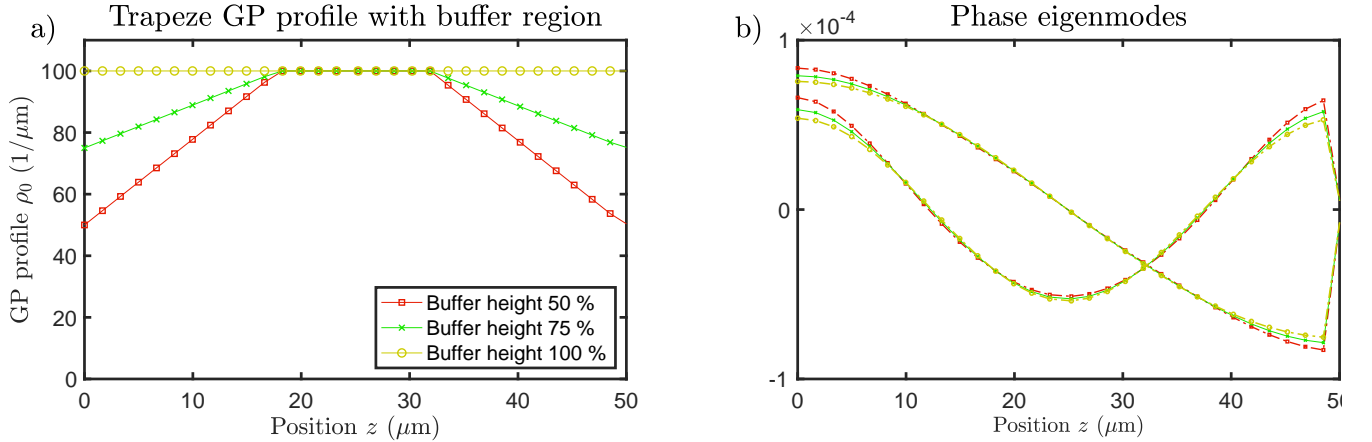 a)
Trapeze GP profile with buffer region
GP profile ρ₀ (1/μm)
100
80
60
40
20
0
Buffer height 50 %
Buffer height 75 %
Buffer height 100 %
0 10 20 30 40 50
Position z (μm)
b)
Phase eigenmodes
×10⁻⁴
1
0
-1
0 10 20 30 40 50
Position z (μm)